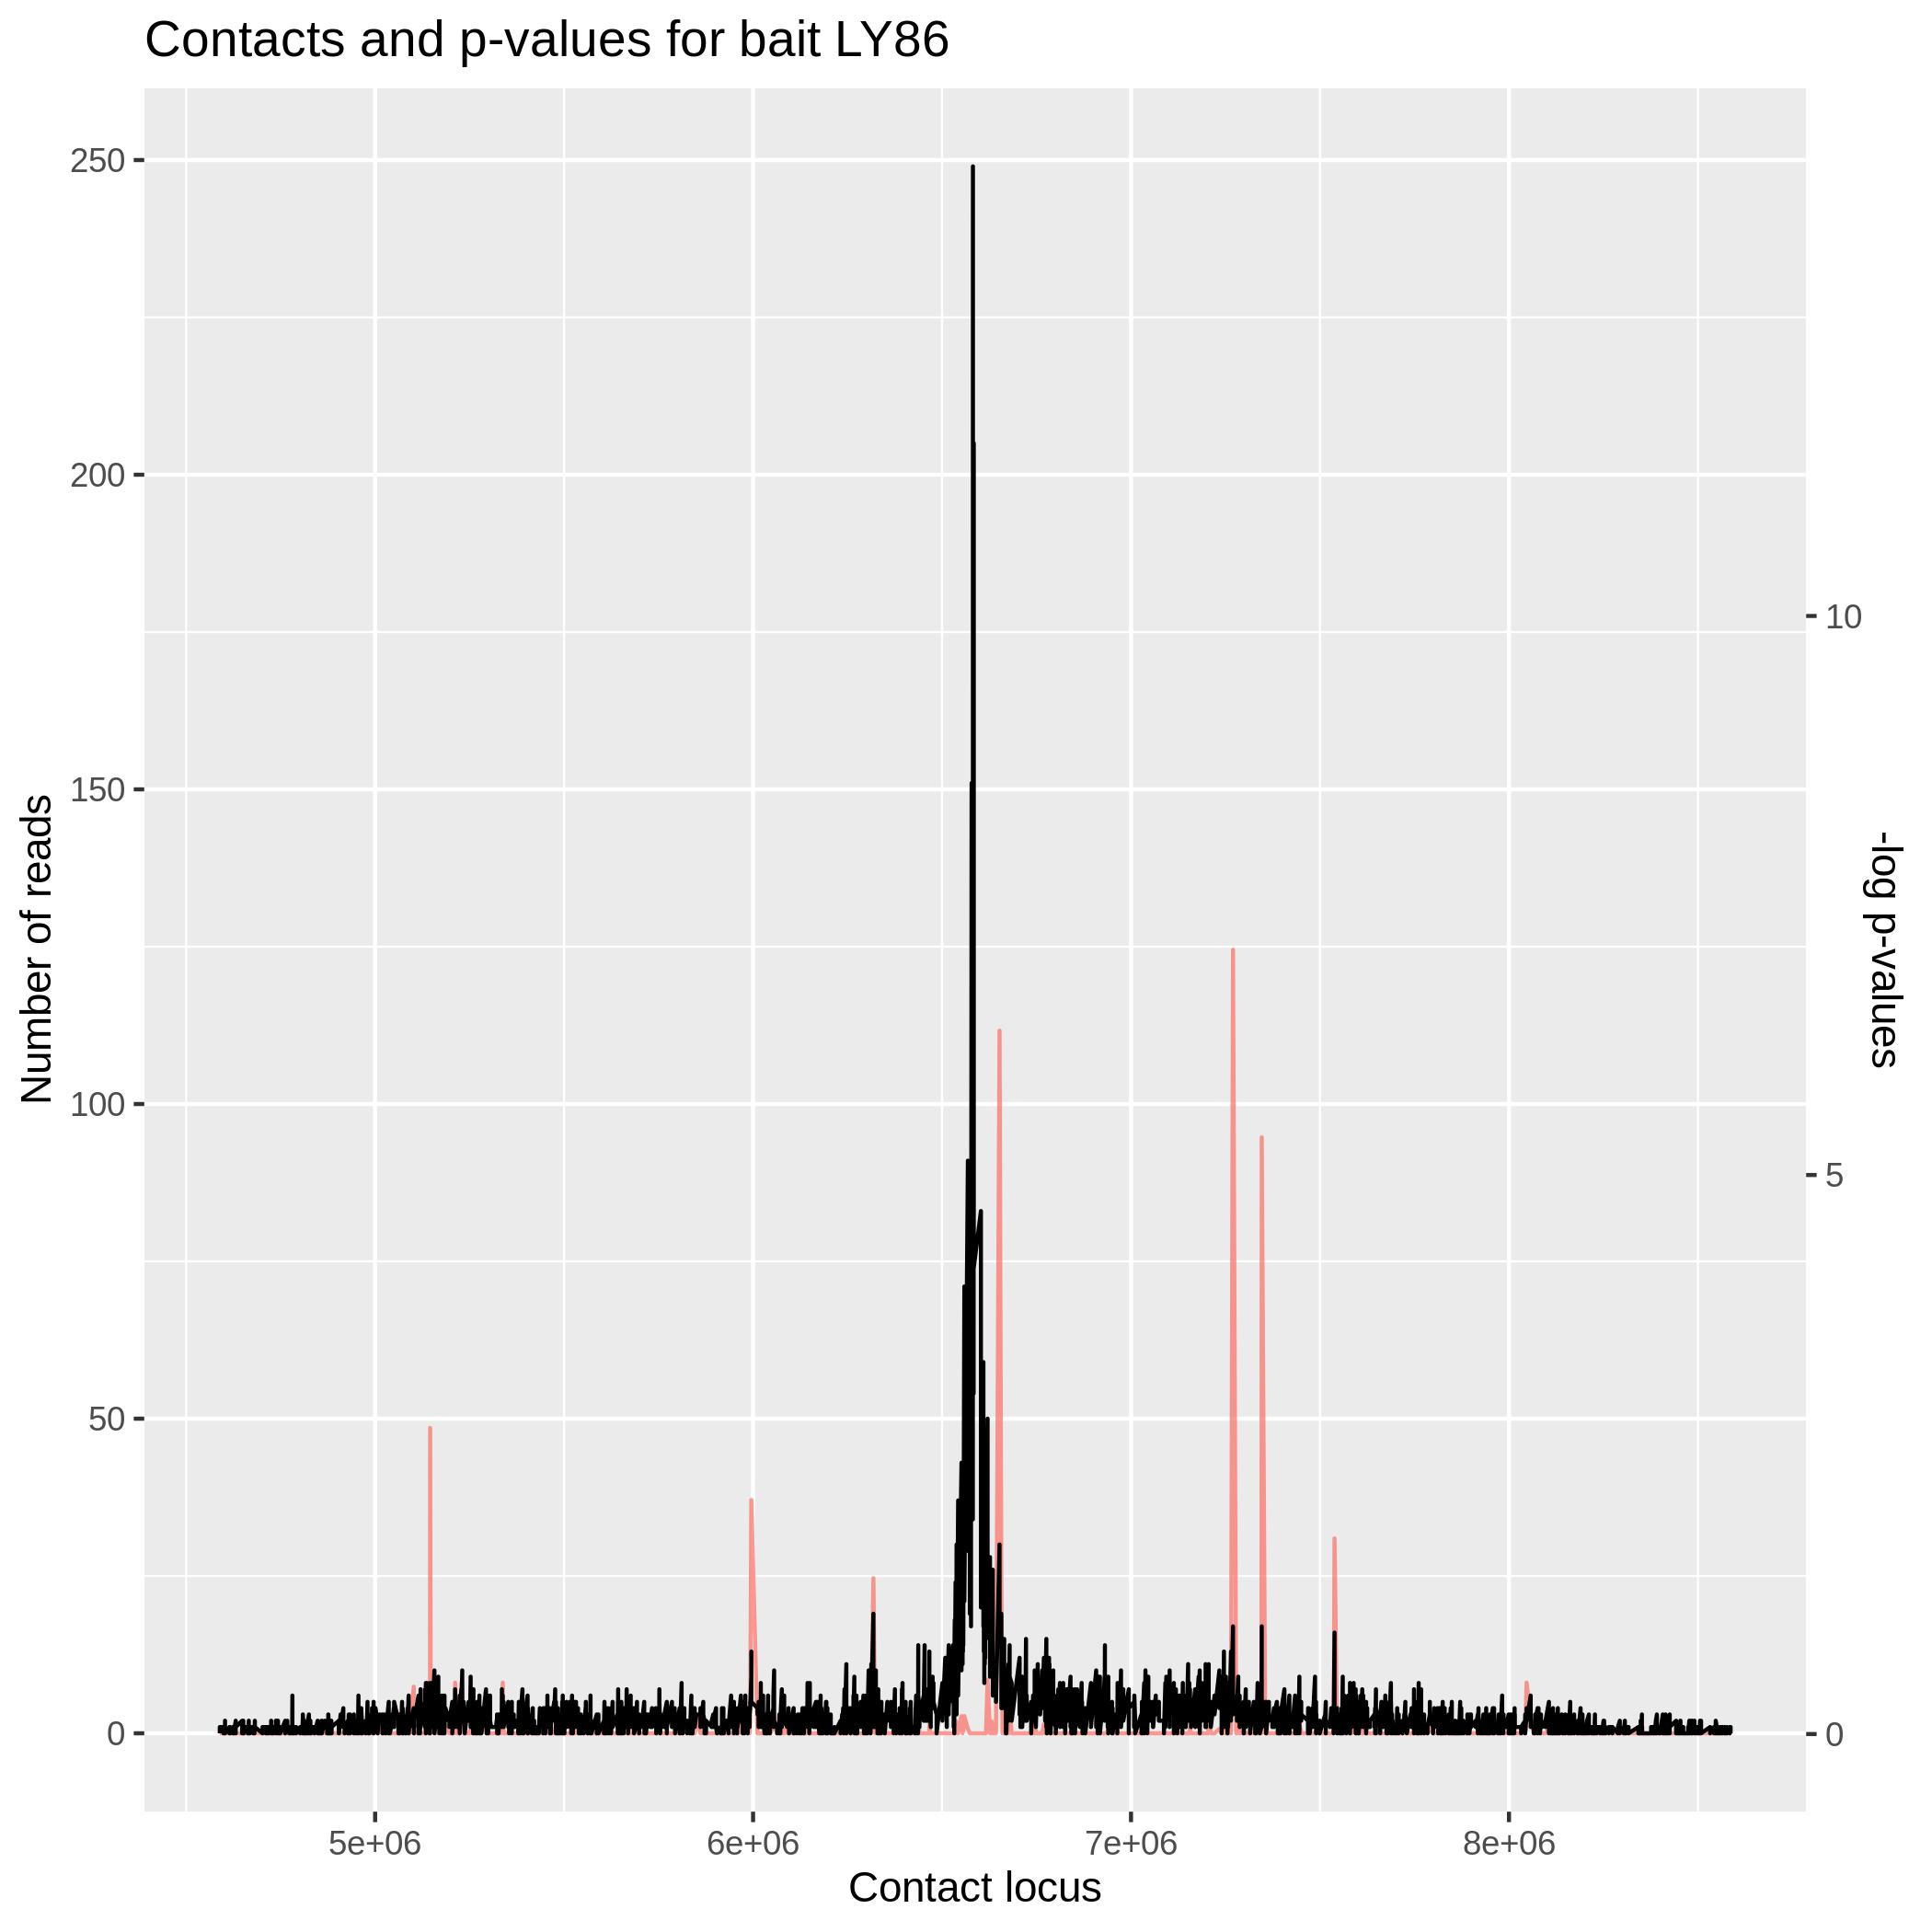 Contacts and p-values for bait LY86
250
200
150
100
50
0
Number of reads
10
5
0
-log p-values
5e+06
6e+06
7e+06
8e+06
Contact locus